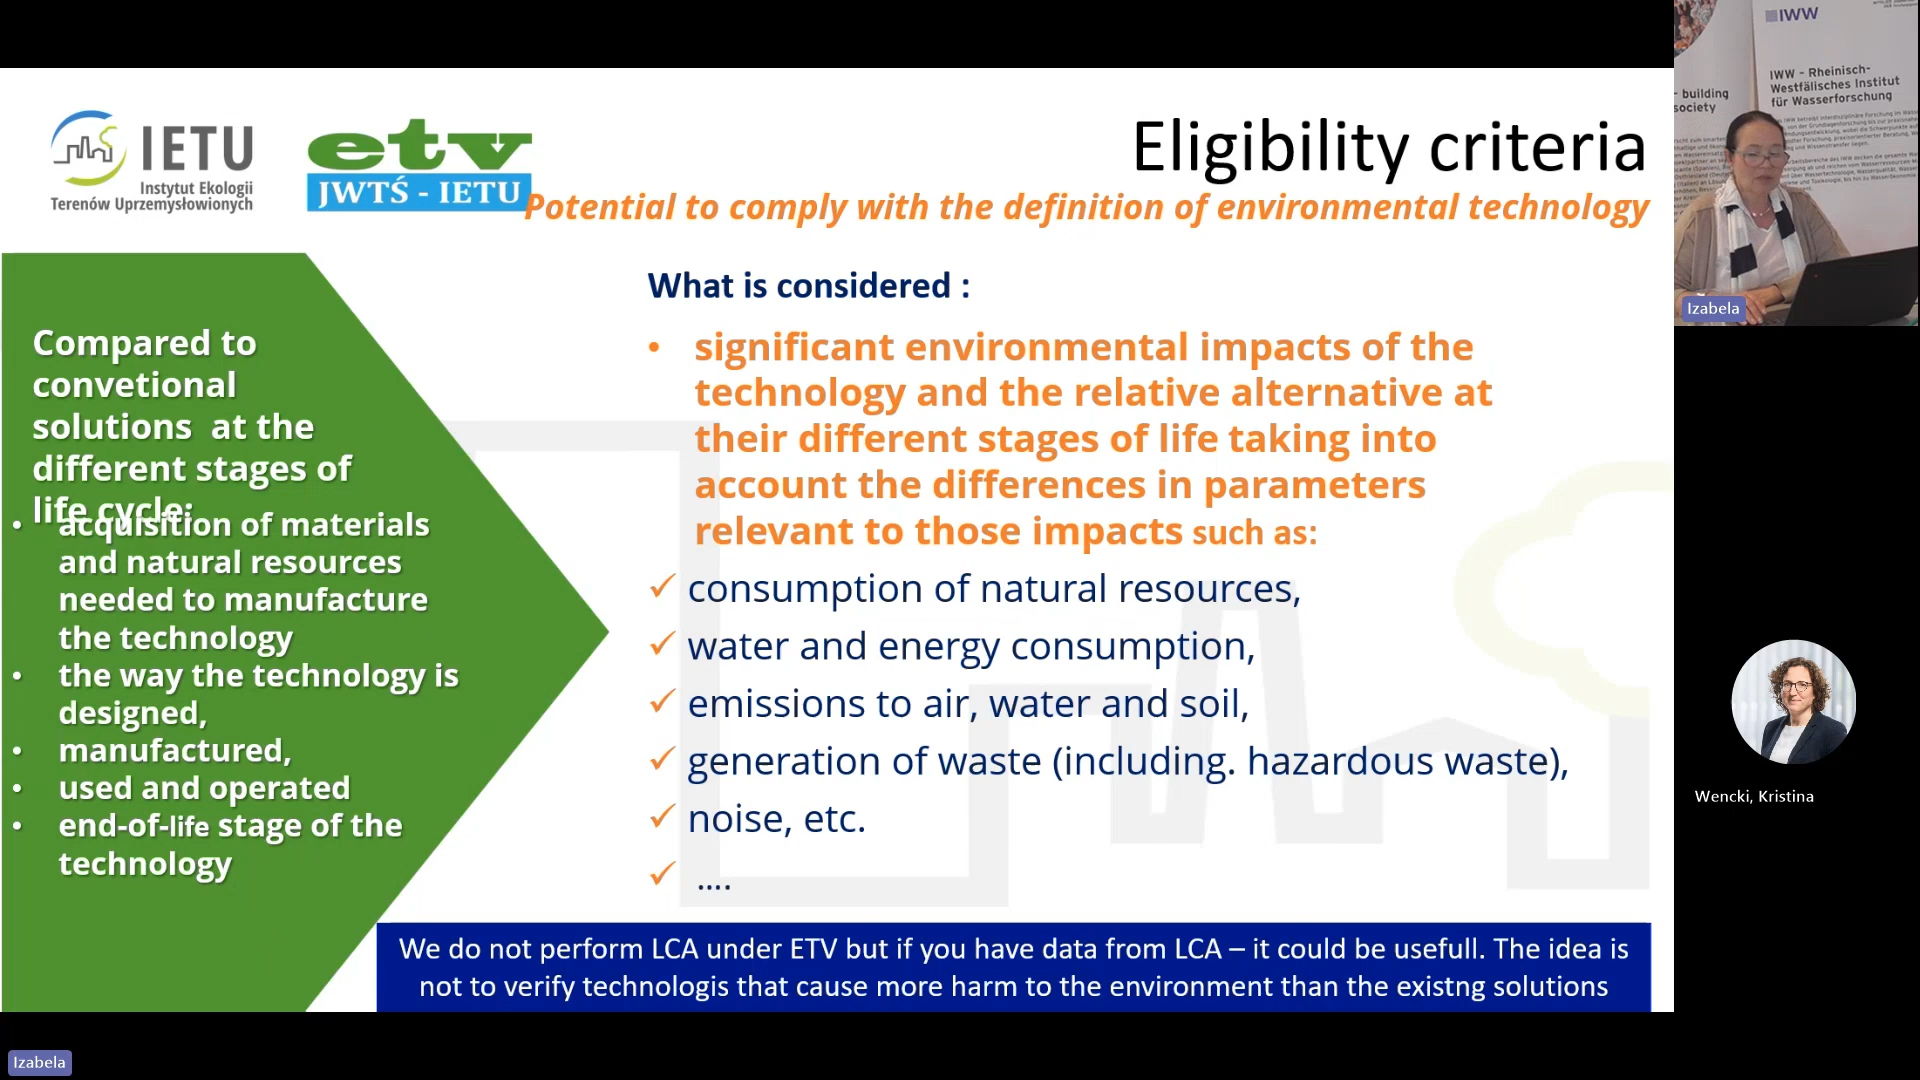 IETU
Instytut Ekologii
Terenów Uprzemysłowionych
etv
JWTŚ - IETU
Eligibility criteria
Potential to comply with the definition of environmental technology
Compared to
convetional
solutions at the
different stages of
life cycle:
• acquisition of materials
and natural resources
needed to manufacture
the technology
• the way the technology is
designed,
• manufactured,
• used and operated
• end-of-life stage of the
technology
What is considered :
• significant environmental impacts of the
technology and the relative alternative at
their different stages of life taking into
account the differences in parameters
relevant to those impacts such as:
✓ consumption of natural resources,
✓ water and energy consumption,
✓ emissions to air, water and soil,
✓ generation of waste (including. hazardous waste),
✓ noise, etc.
✓ ....
We do not perform LCA under ETV but if you have data from LCA – it could be usefull. The idea is
not to verify technologis that cause more harm to the environment than the existng solutions
IWW
IWW - Rheinisch-
Westfälisches Institut
für Wasserforschung
- building
society
Izabela
Wencki, Kristina
Izabela